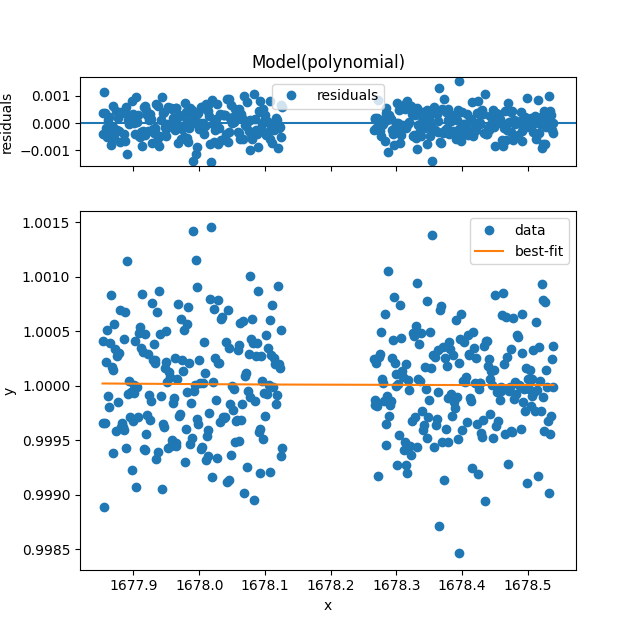 Model(polynomial)
residuals
0.001
0.000
−0.001
residuals
y
1.0015
1.0010
1.0005
1.0000
0.9995
0.9990
0.9985
data
best-fit
1677.9 1678.0 1678.1 1678.2 1678.3 1678.4 1678.5
x